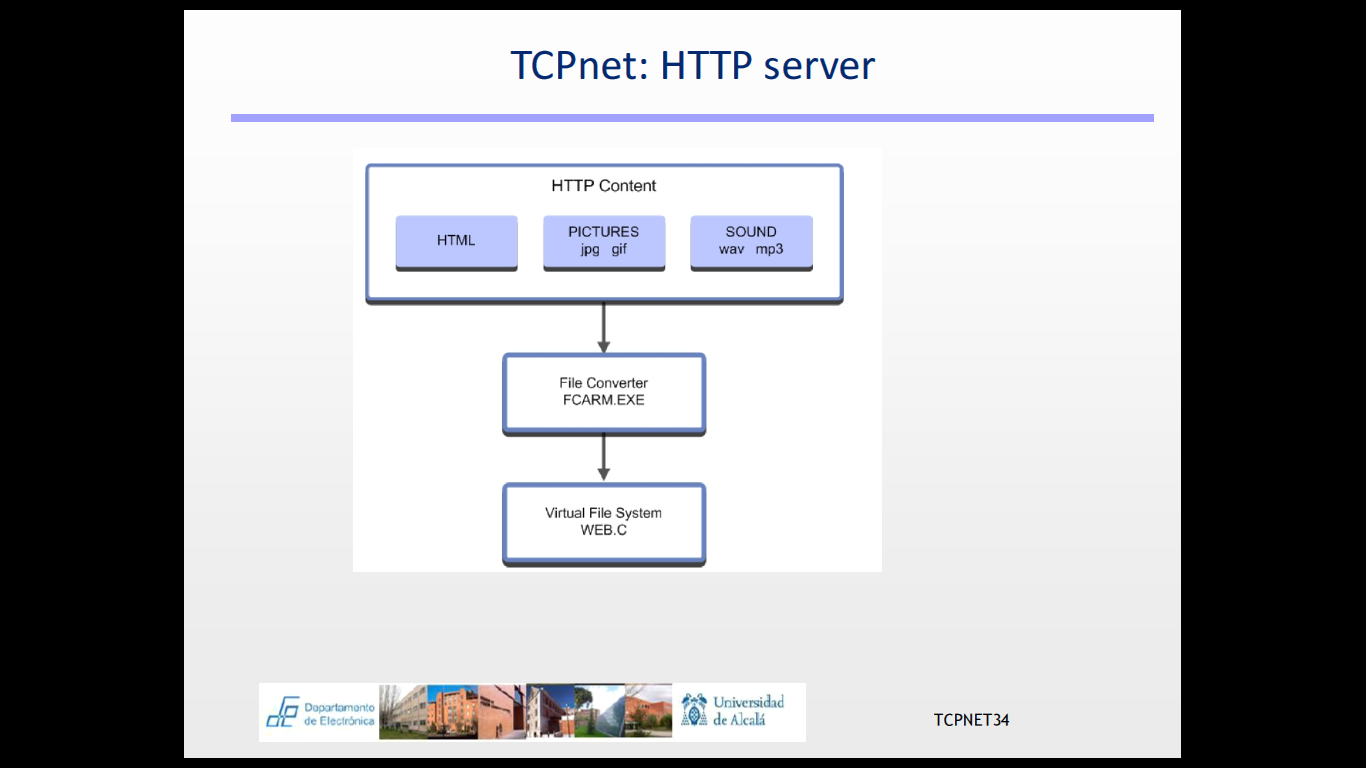 TCPnet: HTTP server
HTTP Content
HTML
PICTURES
jpg gif
SOUND
wav mp3
File Converter
FCARM.EXE
Virtual File System
WEB.C
Departamento
de Electrónica
Universidad
de Alcalá
TCPNET34